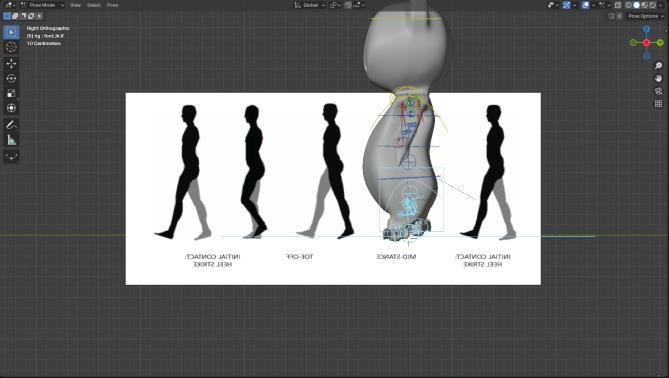 Pose Mode
View Select Pose
Global
Pose Options
Right Orthographic
(5) rig : foot.ik.R
10 Centimeters
X
Y
Z
INITIAL CONTACT: HEEL STRIKE
TOE-OFF
MID-STANCE
INITIAL CONTACT: HEEL STRIKE